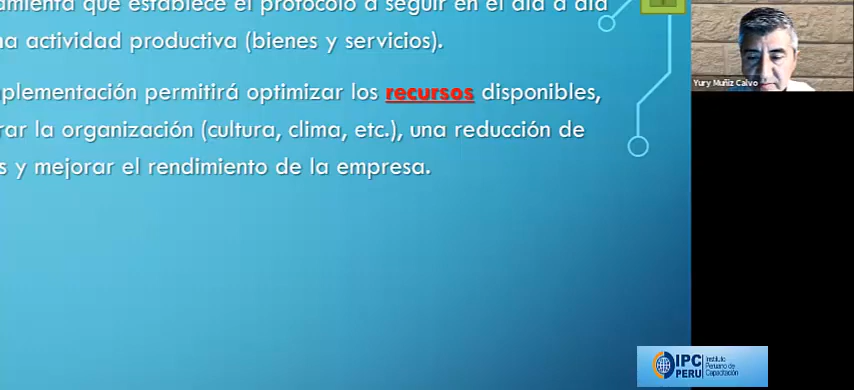 amienta que establece el protocolo a seguir en el día a día
na actividad productiva (bienes y servicios).
plementación permitirá optimizar los recursos disponibles,
rar la organización (cultura, clima, etc.), una reducción de
s y mejorar el rendimiento de la empresa.
Yury Muñiz Calvo
IPC
PERU
Instituto
Peruano de
Capacitación